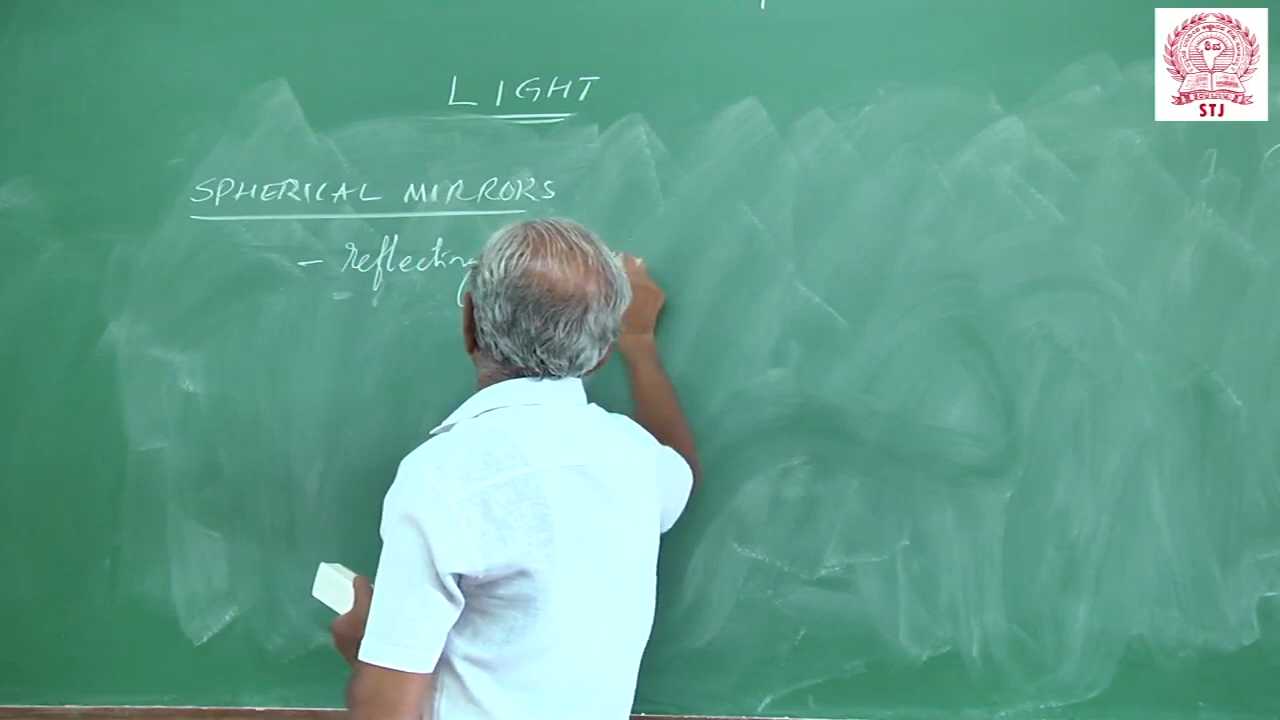 LIGHT
SPHERICAL MIRRORS
- reflecting
ಶಿವ
STJ